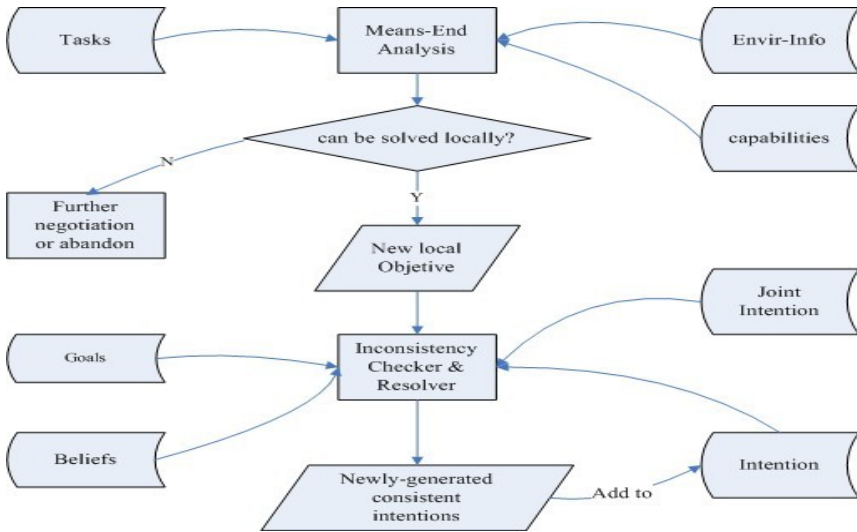 Tasks
Means-End
Analysis
Envir-Info
can be solved locally?
capabilities
N
Y
Further
negotiation
or abandon
New local
Objetive
Joint
Intention
Goals
Inconsistency
Checker &
Resolver
Beliefs
Newly-generated
consistent
intentions
Add to
Intention